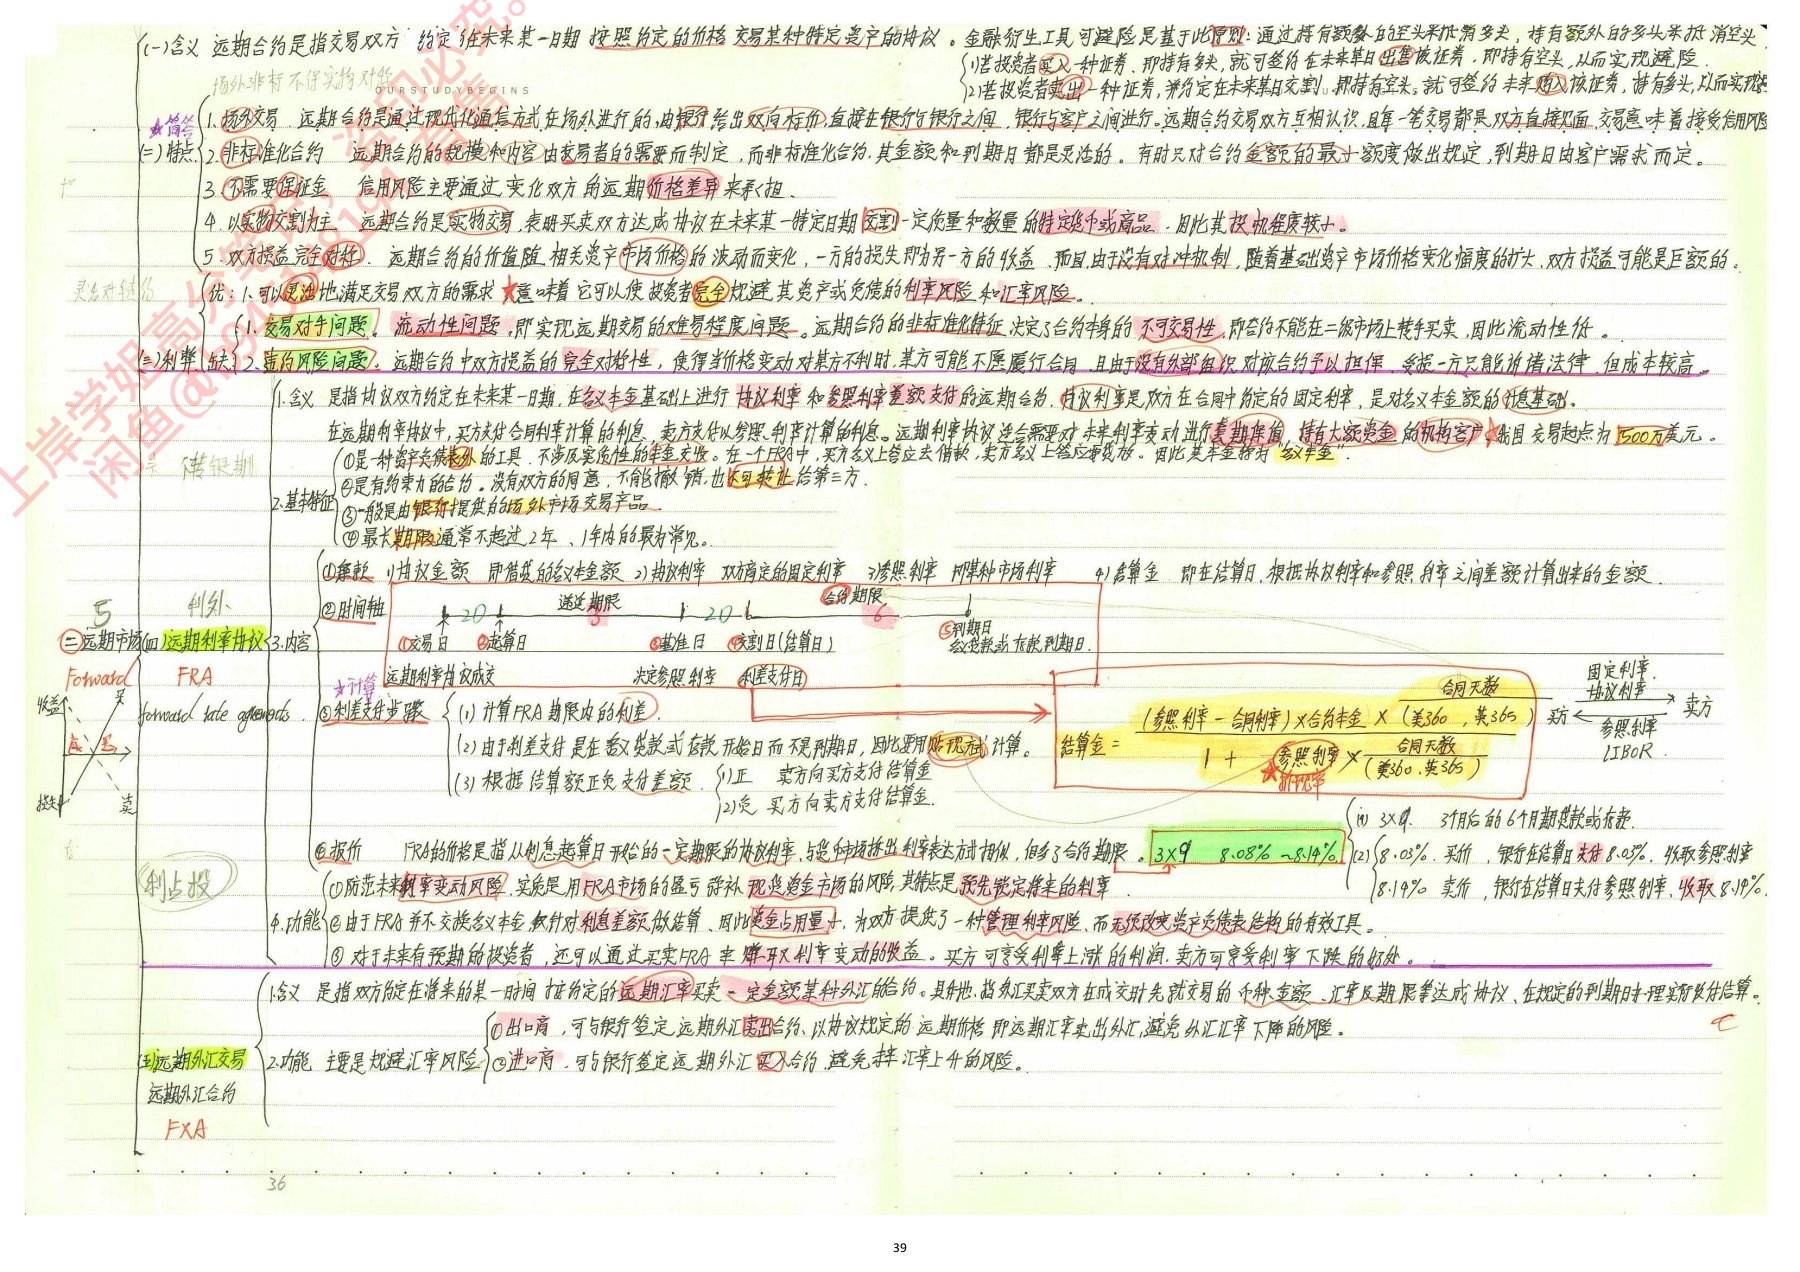 (一)含义 远期合约是指交易双方约定在未来某一日期按照约定的价格交易某种特定资产的协议。金融衍生工具可避险是基于此原则:通过持有额外的空头来抵消多头,持有额外的多头来抵消空头
(1)若投资者买入一种证券,即持有多头,就可签约在未来某日出售该证券,即持有空头,从而实现避险.
(2)若投资者卖出一种证券,并约定在未来某日交割,即持有空头,就可签约未来购入该证券,持有多头,从而实现
场外非标不保实物对称
OURSTUDYBEGINS
☆简答
(二)特点
1.场外交易 远期合约是通过现代化通信方式在场外进行的,由银行给出双向标价,直接在银行与银行之间、银行与客户之间进行。远期合约交易双方互相认识,且每一笔交易都是双方直接见面,交易意味着接受信用风险
2.非标准化合约 远期合约的规模和内容由交易者的需要而制定,而非标准化合约,其金额和到期日都是灵活的。有时只对合约金额的最小额度做出规定,到期日由客户需求而定。
3.不需要保证金 信用风险主要通过变化双方的远期价格差异来承担.
4.以实物交割为主 远期合约是实物交易,表明买卖双方达成协议在未来某一特定日期交割一定质量和数量的特定货币或商品,因此其投机程度较小。
5.双方损益完全对称. 远期合约的价值随相关资产市场价格的波动而变化,一方的损失即为另一方的收益,而且由于没有对冲机制,随着基础资产市场价格变化幅度的扩大,双方损益可能是巨额的。
(三)利弊
优:1.可以灵活地满足交易双方的需求 ★意味着它可以使投资者完全规避其资产或负债的利率风险和汇率风险。
缺
1.交易对手问题. 流动性问题,即实现远期交易的难易程度问题。远期合约的非标准化特征决定了合约本身的不可交易性,即合约不能在二级市场上转手买卖,因此流动性低。
2.违约风险问题:远期合约中双方损益的完全对称性,使得当价格变动对某方不利时,某方可能不愿履行合同,且由于没有外部组织对该合约予以担保,受损一方只能诉诸法律,但成本较高。
1.含义 是指协议双方约定在未来某一日期,在名义本金基础上进行协议利率和参照利率差额支付的远期合约,协议利率是双方在合同中约定的固定利率,是对名义本金额的计息基础。
在远期利率协议中,买方支付合同利率计算的利息,卖方支付以参照利率计算的利息。远期利率协议适合需要对未来利率变动进行套期保值,持有大额资金的机构客户,★我国交易起点为1500万美元。
2.基本特征
①是一种资产负债表外的工具,不涉及实质性的本金交收。在一个FRA中,买方名义上答应去借款,卖方名义上答应要贷放。因此其本金称为“名义本金”.
②是有约束力的合约。没有双方的同意,不能撤销,也不可转让给第三方.
③一般是由银行提供的场外市场交易产品.
④最长期限通常不超过2年、1年内的最为常见。
3.内容
①条款 1)协议金额 即借贷的名义本金额 2)协议利率 双方商定的固定利率 3)参照利率 即某种市场利率 4)结算金 即在结算日,根据协议利率和参照利率之间差额计算出来的金额.
②时间轴
2D 递延期限 3 2D 合约期限 6
①交易日 ②起算日 ③基准日 ④交割日(结算日) ⑤到期日
名义贷款或存款到期日.
远期利率协议成交 决定参照利率 利差支付日
5
利外
(二)远期市场
Forward
(四)远期利率协议
FRA
forward rate agreements.
收益
买
卖
☆计算
③利差支付步骤
(1)计算FRA期限内的利差.
(2)由于利差支付是在名义贷款或存款开始日而不是到期日,因此要用贴现方式计算。
(3)根据结算额正负支付差额
(1)正 卖方向买方支付结算金
(2)负 买方向卖方支付结算金.
结算金 = (参照利率-合同利率)×合约本金×合同天数/(美360,英365)
1+参照利率×合同天数/(美360.英365)
★折现率
买方 固定利率.协议利率 卖方
参照利率
LIBOR.
④报价 FRA的价格是指从利息起算日开始的一定期限的协议利率,与货币市场拆出利率表达方式相似,但多了合约期限。 3×9 8.08%~8.14%
(1) 3×9. 3个月后的6个月期贷款或存款.
(2) 8.03%.买价,银行在结算日支付8.03%.收取参照利率
8.14% 卖价,银行在结算日支付参照利率,收取8.14%.
利占投
4.功能
①防范未来利率变动风险.实质是用FRA市场的盈亏弥补现货资金市场的风险,其特点是预先锁定将来的利率.
②由于FRA并不交换名义本金,仅针对利息差额做结算,因此资金占用量小,为双方提供了一种管理利率风险、而无须改变资产负债表结构的有效工具。
③对于未来有预期的投资者,还可以通过买卖FRA来赚取利率变动的收益。买方可享受利率上涨的利润,卖方可享受利率下跌的好处。
(五)远期外汇交易
远期外汇合约
FXA
1.含义 是指双方约定在将来的某一时间按约定的远期汇率买卖一定金额某种外汇的合约。具体地,指外汇买卖双方在成交时先就交易的币种、金额、汇率及期限等达成协议,在规定的到期日办理实际收付结算。
2.功能 主要是规避汇率风险
①出口商,可与银行签定远期外汇卖出合约,以协议规定的远期价格即远期汇率卖出外汇,避免外汇汇率下降的风险。
②进口商,可与银行签定远期外汇买入合约,避免将来汇率上升的风险。
36
39